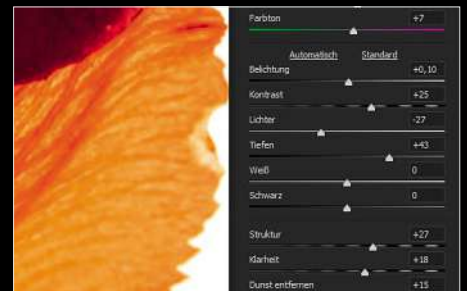 Farbton +7
Automatisch Standard
Belichtung +0,10
Kontrast +25
Lichter -27
Tiefen +43
Weiß 0
Schwarz 0
Struktur +27
Klarheit +18
Dunst entfernen +15